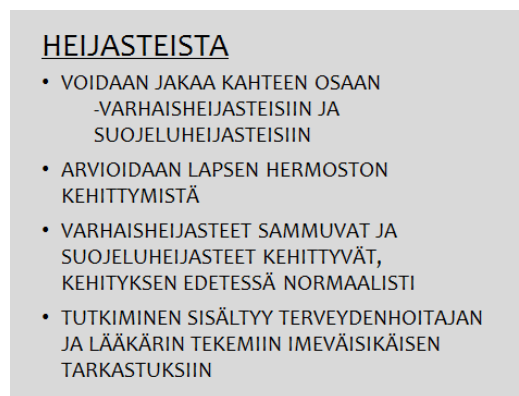 HEIJASTEISTA
• VOIDAAN JAKAA KAHTEEN OSAAN
-VARHAISHEIJASTEISIIN JA
SUOJELUHEIJASTEISIIN
• ARVIOIDAAN LAPSEN HERMOSTON
KEHITTYMISTÄ
• VARHAISHEIJASTEET SAMMUVAT JA
SUOJELUHEIJASTEET KEHITTYVÄT,
KEHITYKSEN EDETESSÄ NORMAALISTI
• TUTKIMINEN SISÄLTYY TERVEYDENHOITAJAN
JA LÄÄKÄRIN TEKEMIIN IMEVÄISIKÄISEN
TARKASTUKSIIN